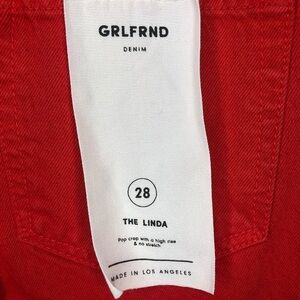 GRLFRND
DENIM
28
THE LINDA
Pop crop with a high rise
& no stretch
MADE IN LOS ANGELES